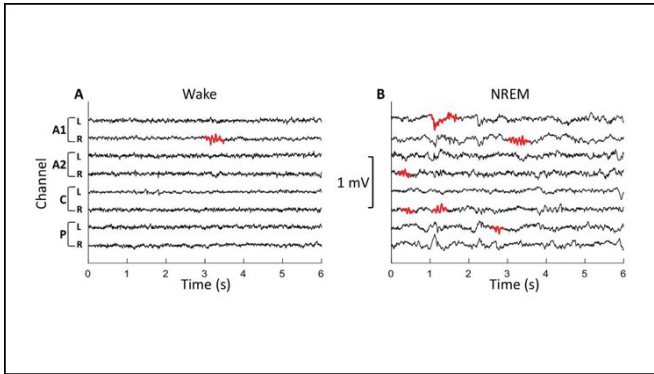 A Wake
B NREM
Channel
A1 L
R
A2 L
R
C L
R
P L
R
1 mV
0 1 2 3 4 5 6
Time (s)
0 1 2 3 4 5 6
Time (s)